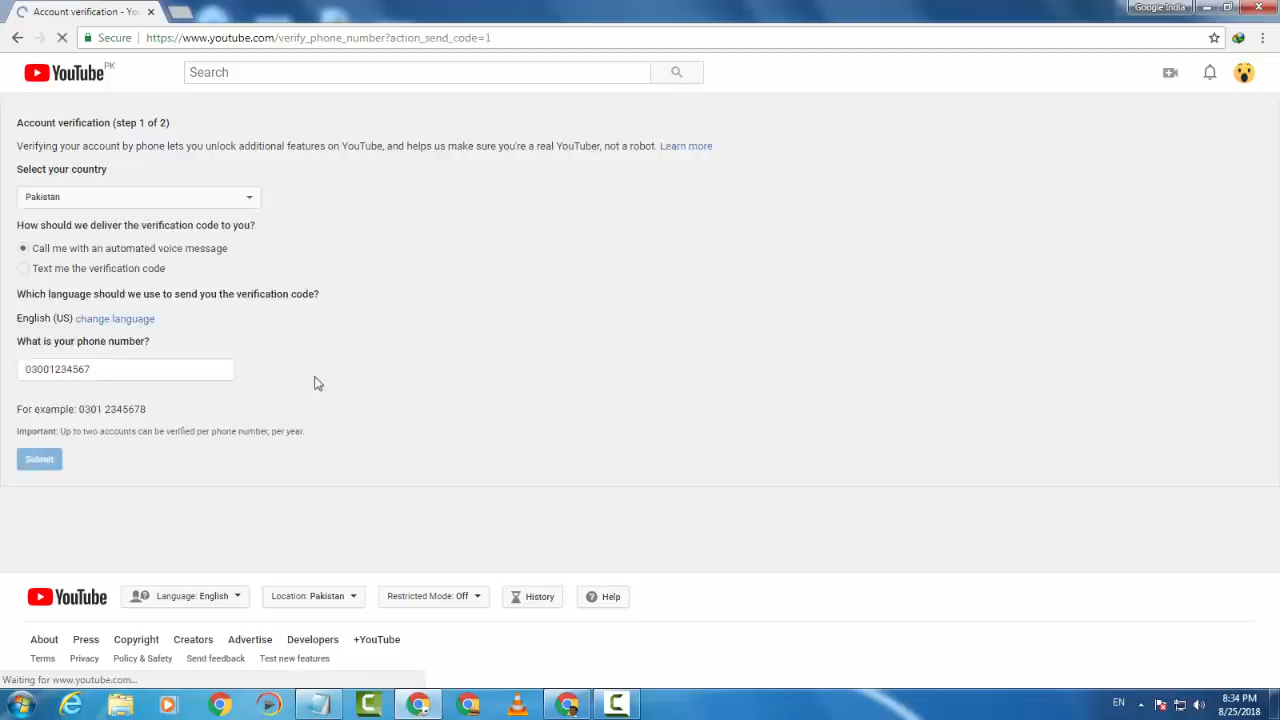 Account verification - You
Google India
Secure https://www.youtube.com/verify_phone_number?action_send_code=1
YouTube PK
Search
Account verification (step 1 of 2)
Verifying your account by phone lets you unlock additional features on YouTube, and helps us make sure you're a real YouTuber, not a robot. Learn more
Select your country
Pakistan
How should we deliver the verification code to you?
Call me with an automated voice message
Text me the verification code
Which language should we use to send you the verification code?
English (US) change language
What is your phone number?
03001234567
For example: 0301 2345678
Important: Up to two accounts can be verified per phone number, per year.
Submit
YouTube Language: English Location: Pakistan Restricted Mode: Off History Help
About Press Copyright Creators Advertise Developers +YouTube
Terms Privacy Policy & Safety Send feedback Test new features
Waiting for www.youtube.com...
EN 8:34 PM
8/25/2018